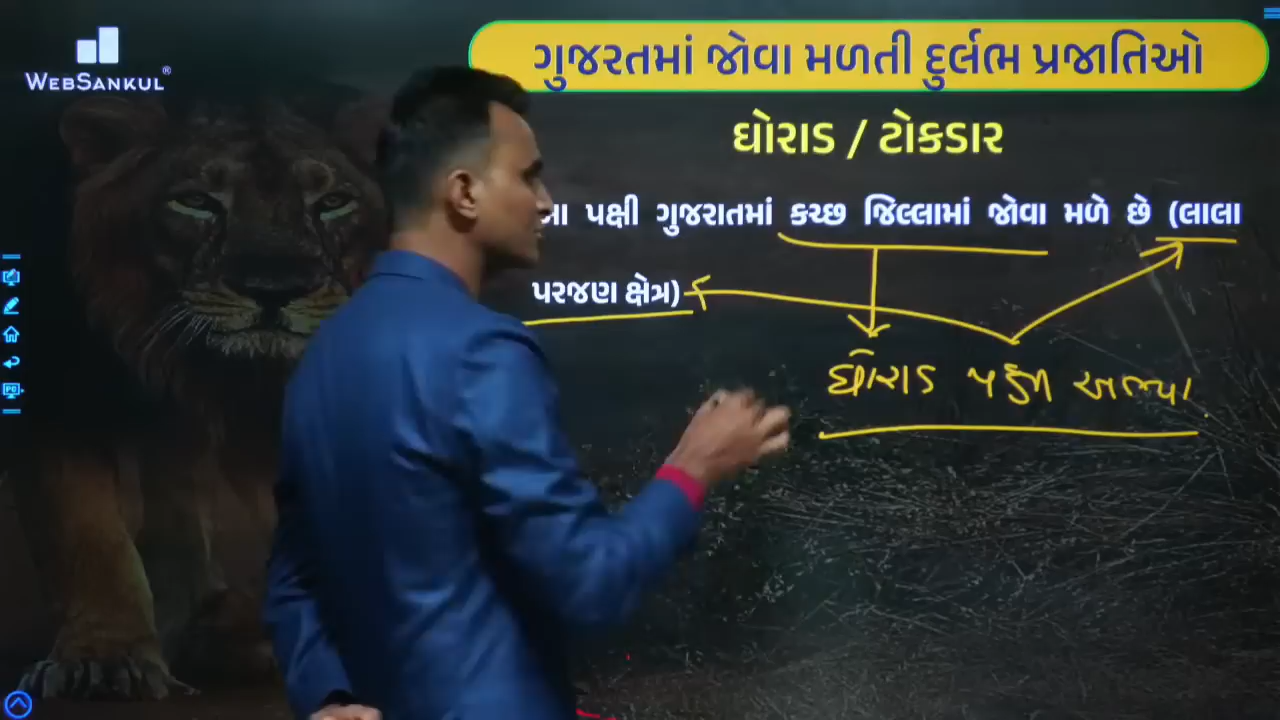 WEBSANKUL®
ગુજરતમાં જોવા મળતી દુર્લભ પ્રજાતિઓ
ઘોરાડ / ટોકડાર
પક્ષી ગુજરાતમાં કચ્છ જિલ્લામાં જોવા મળે છે (લાલા
પરજણ ક્ષેત્ર)
ઘોરાડ પક્ષી અભ્યા